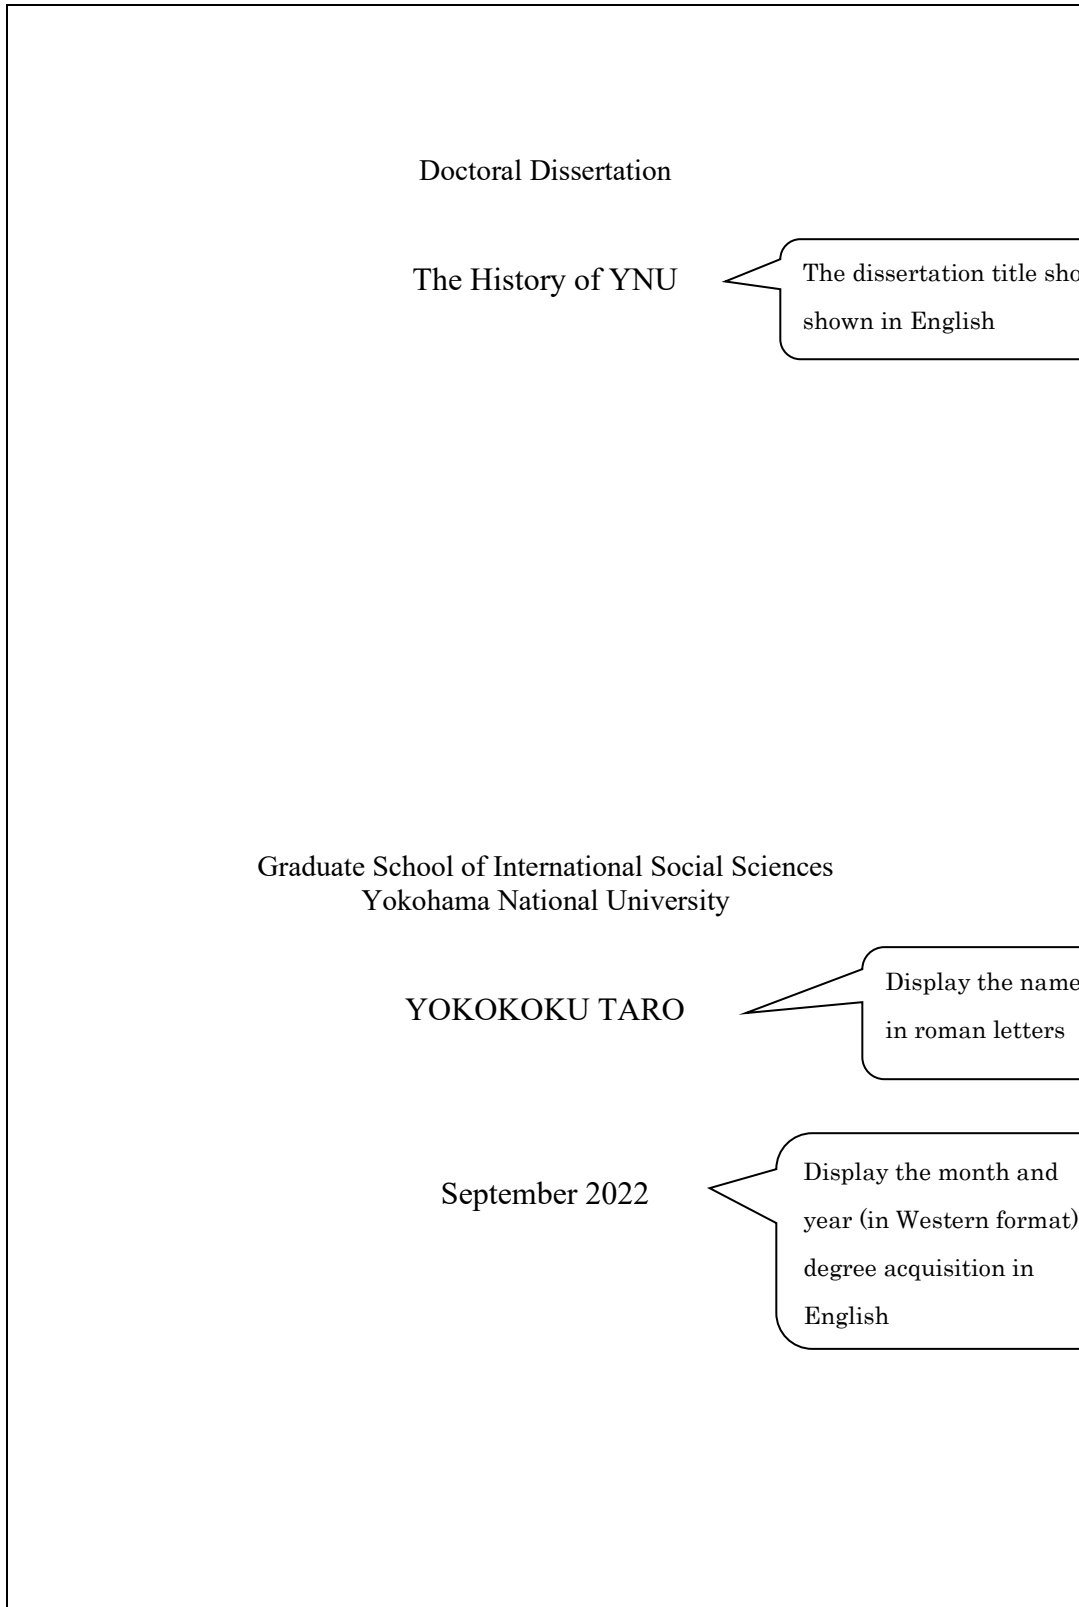 Doctoral Dissertation
The History of YNU
The dissertation title
shown in English
Graduate School of International Social Sciences
Yokohama National University
YOKOKOKU TARO
Display the name
in roman letters
September 2022
Display the month and
year (in Western format)
degree acquisition in
English